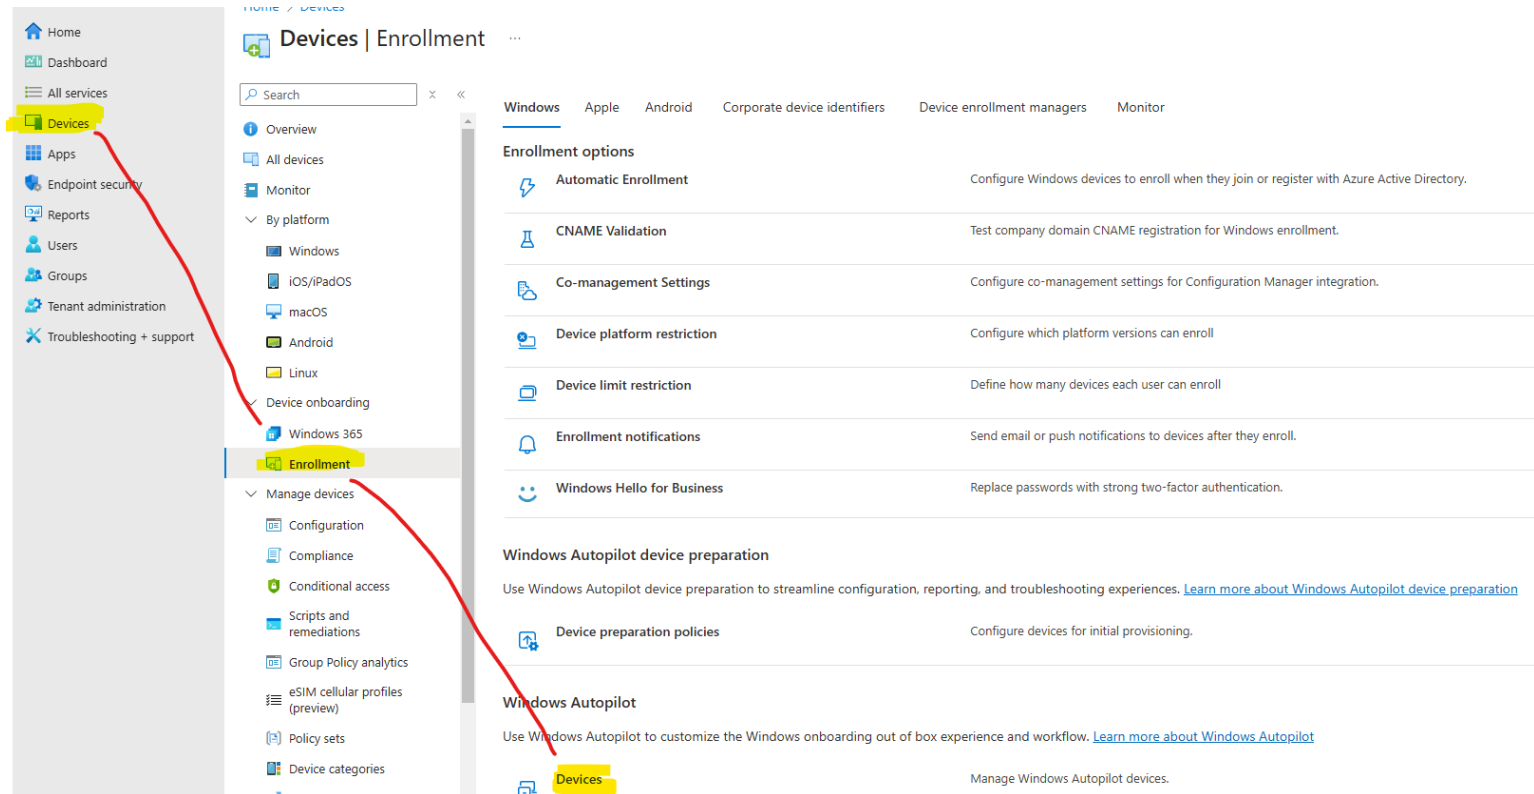 Home > Devices
Devices | Enrollment ...
Home
Dashboard
All services
Devices
Apps
Endpoint security
Reports
Users
Groups
Tenant administration
Troubleshooting + support
Search
Overview
All devices
Monitor
By platform
Windows
iOS/iPadOS
macOS
Android
Linux
Device onboarding
Windows 365
Enrollment
Manage devices
Configuration
Compliance
Conditional access
Scripts and
remediations
Group Policy analytics
eSIM cellular profiles
(preview)
Policy sets
Device categories
Windows Apple Android Corporate device identifiers Device enrollment managers Monitor
Enrollment options
Automatic Enrollment Configure Windows devices to enroll when they join or register with Azure Active Directory.
CNAME Validation Test company domain CNAME registration for Windows enrollment.
Co-management Settings Configure co-management settings for Configuration Manager integration.
Device platform restriction Configure which platform versions can enroll
Device limit restriction Define how many devices each user can enroll
Enrollment notifications Send email or push notifications to devices after they enroll.
Windows Hello for Business Replace passwords with strong two-factor authentication.
Windows Autopilot device preparation
Use Windows Autopilot device preparation to streamline configuration, reporting, and troubleshooting experiences. Learn more about Windows Autopilot device preparation
Device preparation policies Configure devices for initial provisioning.
Windows Autopilot
Use Windows Autopilot to customize the Windows onboarding out of box experience and workflow. Learn more about Windows Autopilot
Devices Manage Windows Autopilot devices.